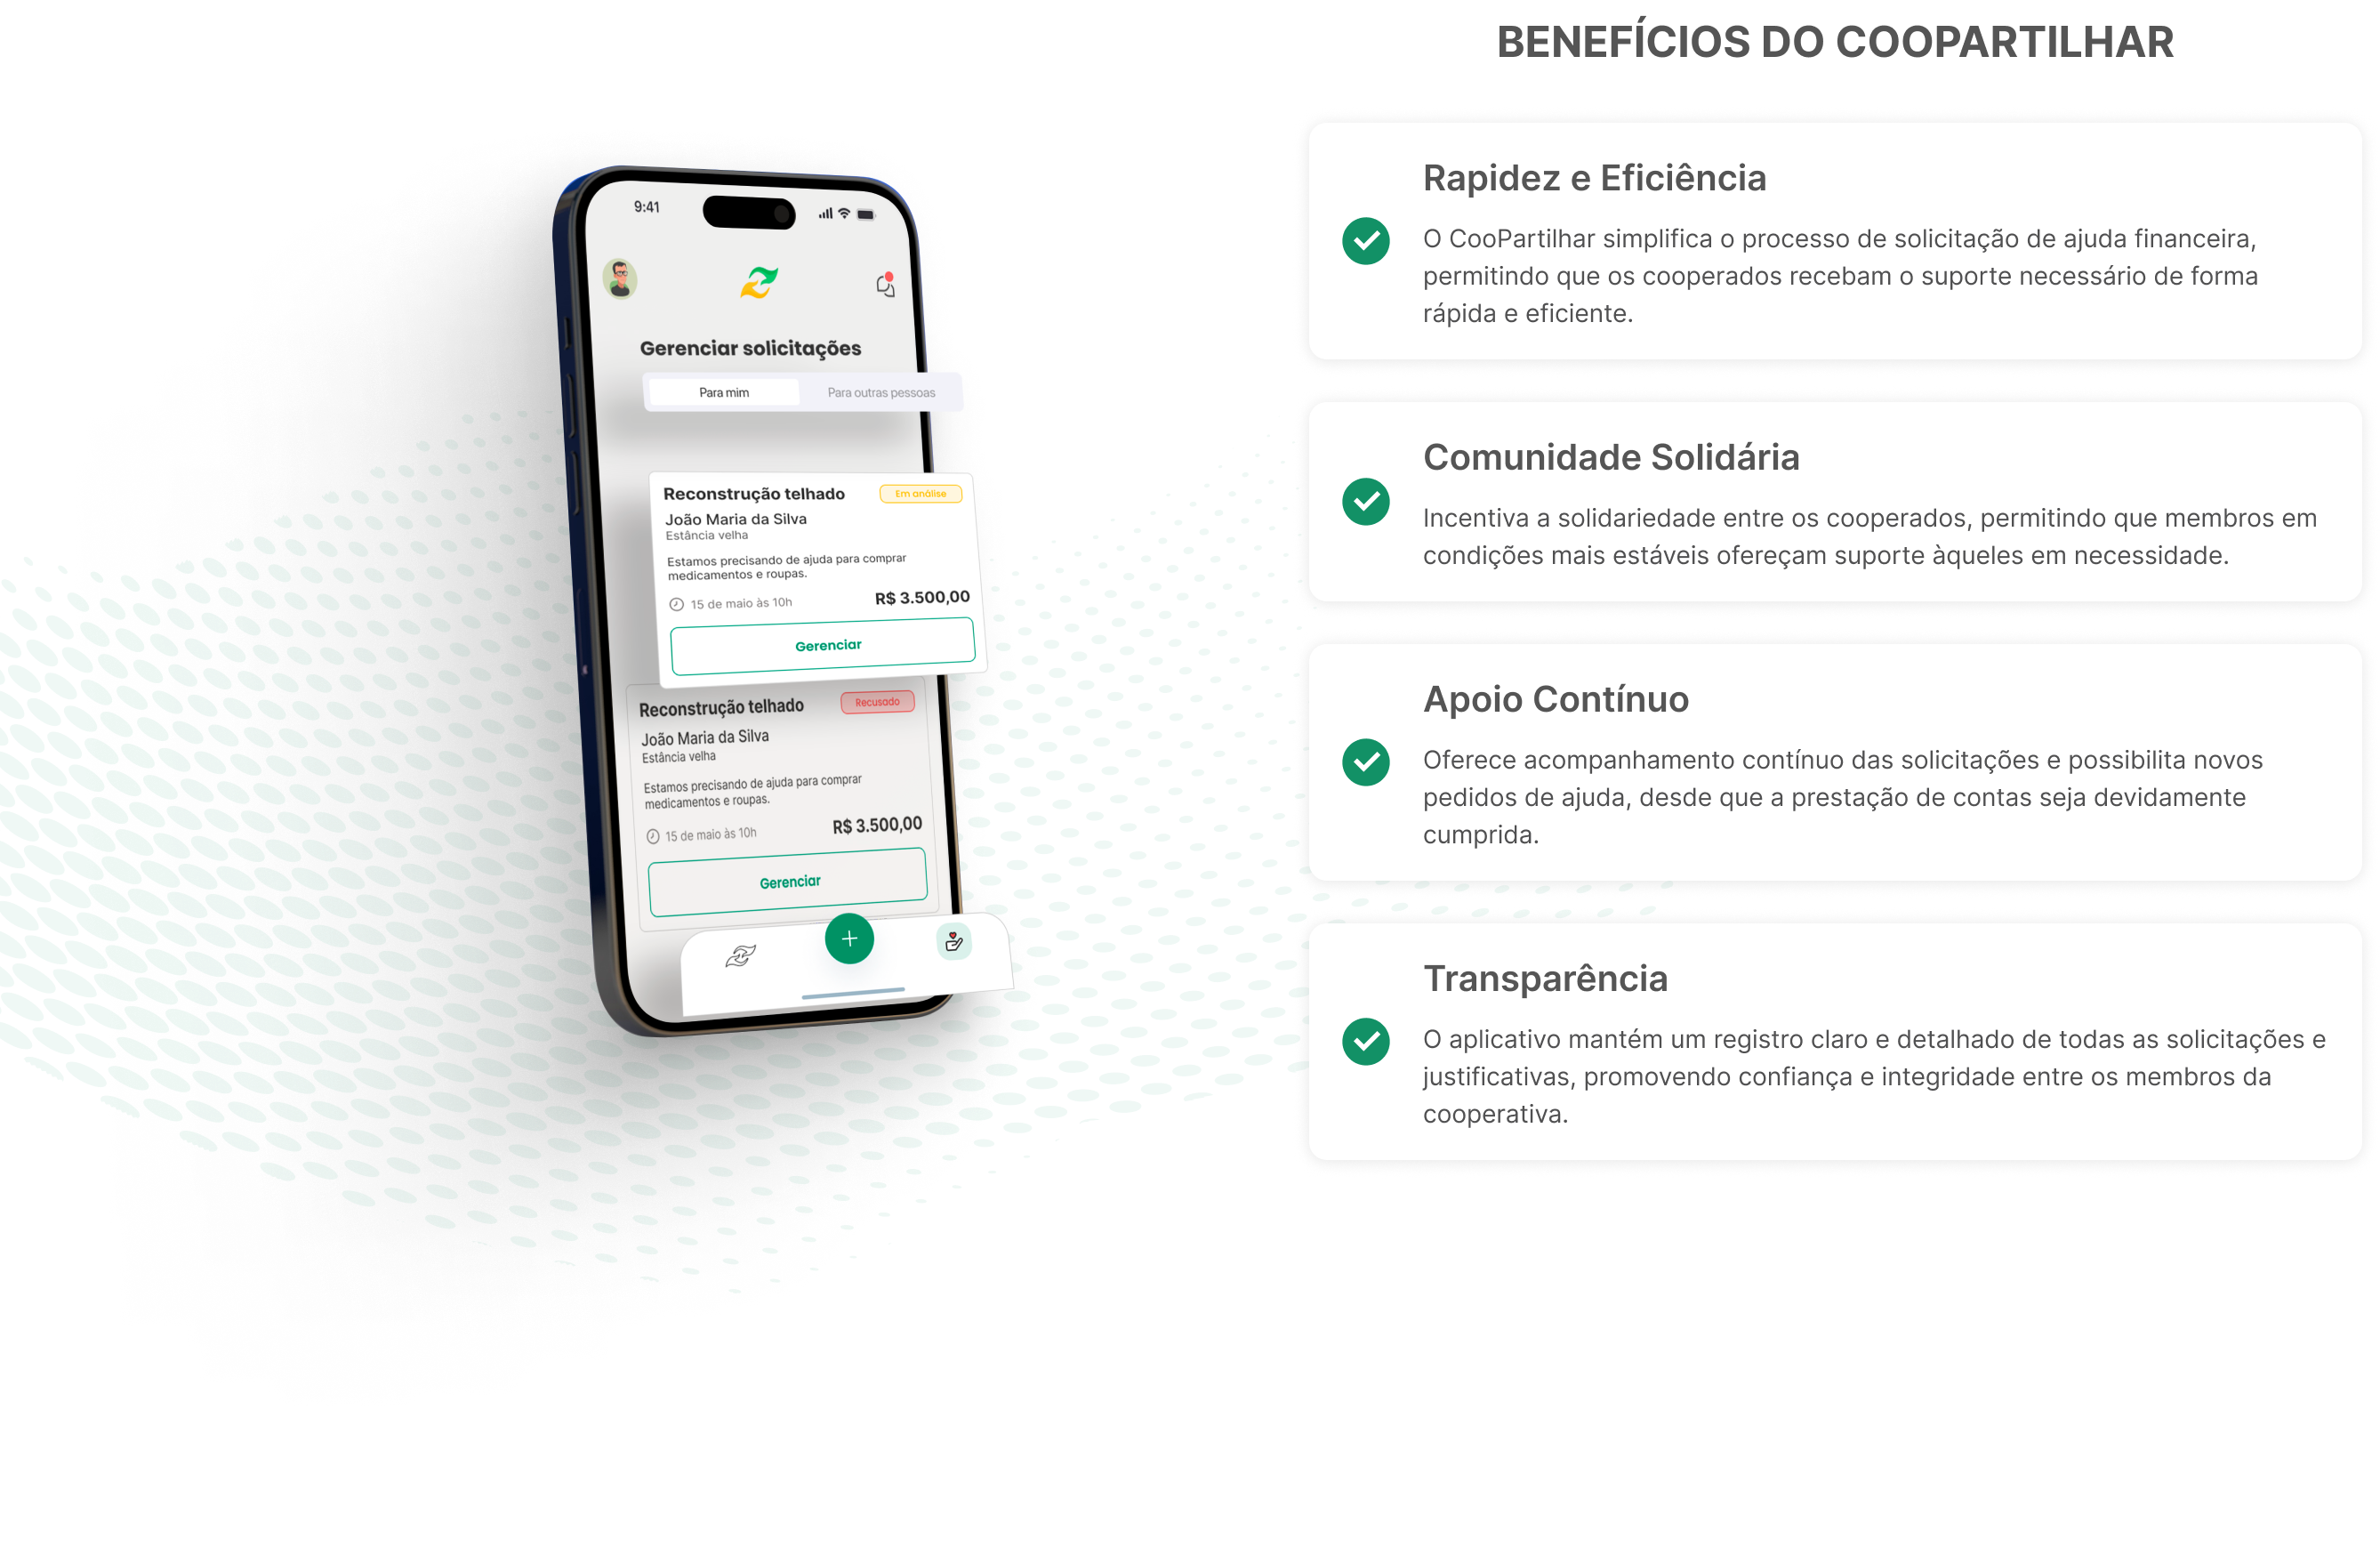 9:41
Gerenciar solicitações
Para mim
Para outras pessoas
Reconstrução telhado
Em análise
João Maria da Silva
Estância velha
Estamos precisando de ajuda para comprar
medicamentos e roupas.
15 de maio às 10h
R$ 3.500,00
Gerenciar
Reconstrução telhado
Recusado
João Maria da Silva
Estância velha
Estamos precisando de ajuda para comprar
medicamentos e roupas.
15 de maio às 10h
R$ 3.500,00
Gerenciar
BENEFÍCIOS DO COOPARTILHAR
Rapidez e Eficiência
O CooPartilhar simplifica o processo de solicitação de ajuda financeira,
permitindo que os cooperados recebam o suporte necessário de forma
rápida e eficiente.
Comunidade Solidária
Incentiva a solidariedade entre os cooperados, permitindo que membros em
condições mais estáveis ofereçam suporte àqueles em necessidade.
Apoio Contínuo
Oferece acompanhamento contínuo das solicitações e possibilita novos
pedidos de ajuda, desde que a prestação de contas seja devidamente
cumprida.
Transparência
O aplicativo mantém um registro claro e detalhado de todas as solicitações e
justificativas, promovendo confiança e integridade entre os membros da
cooperativa.